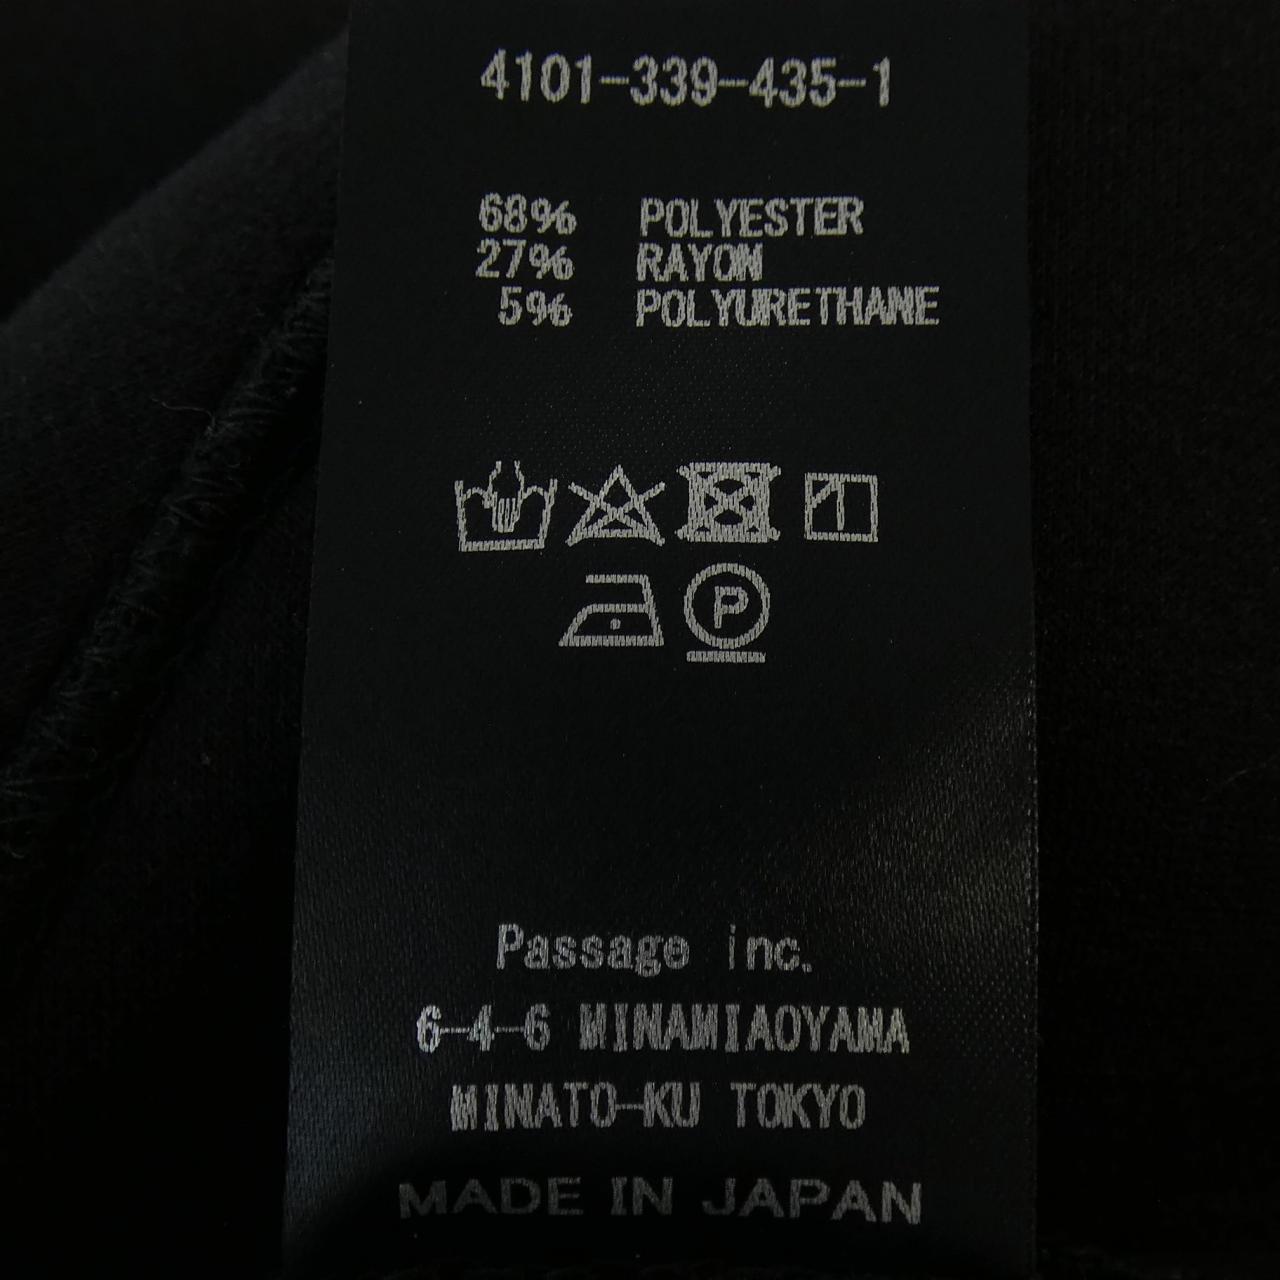 4101-339-435-1
68% POLYESTER
27% RAYON
5% POLYURETHANE
P
Passage inc.
6-4-6 MINAMIAOYAMA
MINATO-KU TOKYO
MADE IN JAPAN